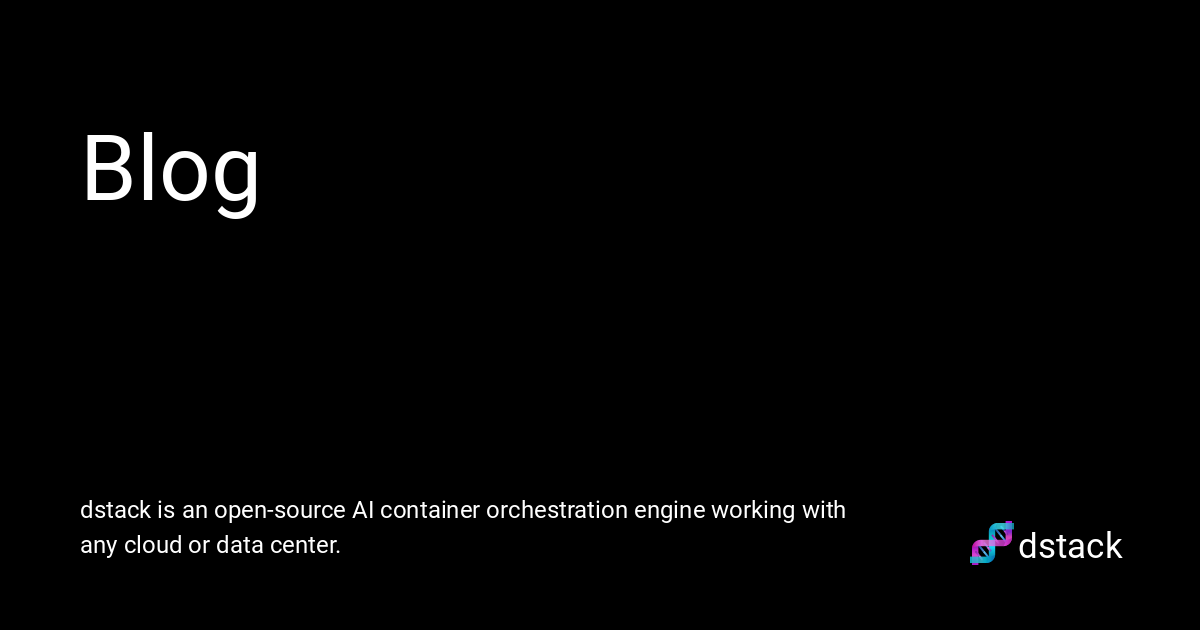 Blog
dstack is an open-source AI container orchestration engine working with
any cloud or data center.
dstack